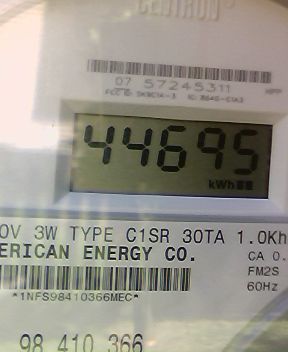 CENTRON
07 57245311
44695
kWh
0V 3W TYPE C1SR 30TA 1.0Kh
ERICAN ENERGY CO.
CA 0.
FM2S
60Hz
*1NFS98410366MEC*
98 410 366